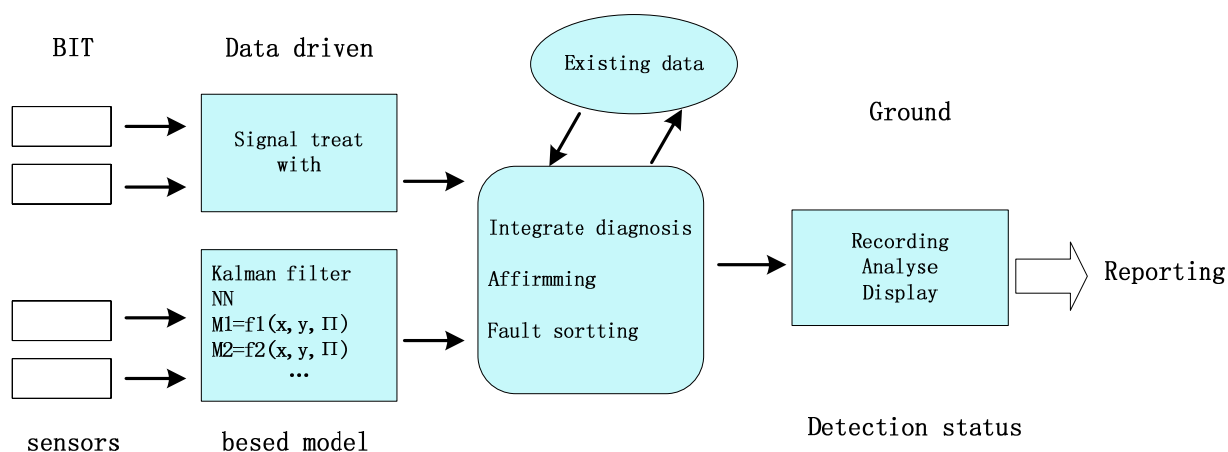 BIT
Data driven
Existing data
Ground
Signal treat
with
Integrate diagnosis
Affirmming
Fault sortting
Kalman filter
NN
M1=f1(x,y,Π)
M2=f2(x,y,Π)
...
Recording
Analyse
Display
Reporting
sensors
besed model
Detection status